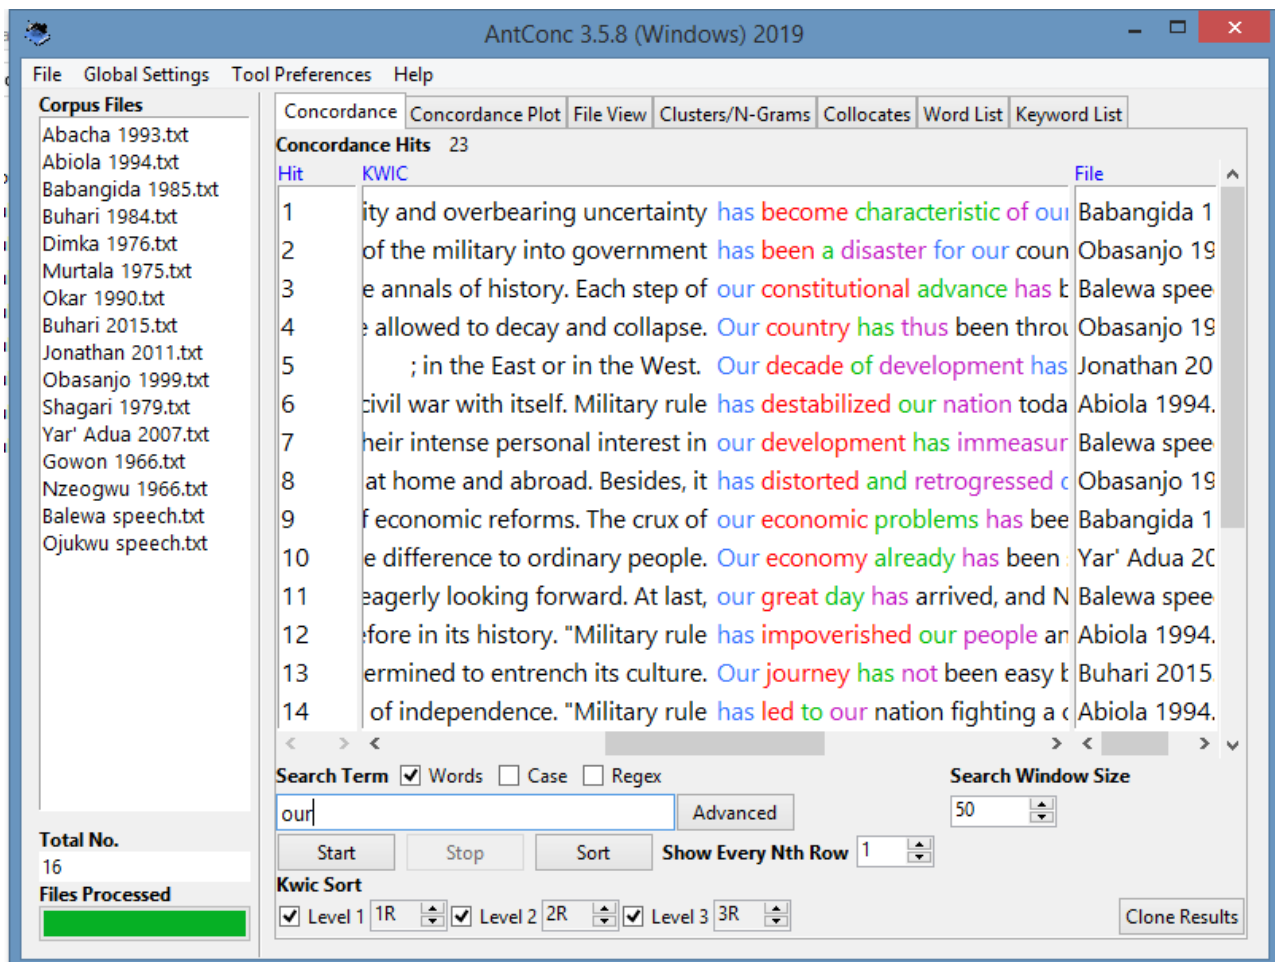 AntConc 3.5.8 (Windows) 2019
File Global Settings Tool Preferences Help
Corpus Files
Abacha 1993.txt
Abiola 1994.txt
Babangida 1985.txt
Buhari 1984.txt
Dimka 1976.txt
Murtala 1975.txt
Okar 1990.txt
Buhari 2015.txt
Jonathan 2011.txt
Obasanjo 1999.txt
Shagari 1979.txt
Yar' Adua 2007.txt
Gowon 1966.txt
Nzeogwu 1966.txt
Balewa speech.txt
Ojukwu speech.txt
Total No.
16
Files Processed
Concordance Concordance Plot File View Clusters/N-Grams Collocates Word List Keyword List
Concordance Hits 23
Hit KWIC File
1 ity and overbearing uncertainty has become characteristic of our Babangida 1
2 of the military into government has been a disaster for our coun Obasanjo 19
3 e annals of history. Each step of our constitutional advance has b Balewa spee
4 e allowed to decay and collapse. Our country has thus been throu Obasanjo 19
5 ; in the East or in the West. Our decade of development has Jonathan 20
6 civil war with itself. Military rule has destabilized our nation toda Abiola 1994.
7 heir intense personal interest in our development has immeasur Balewa spee
8 at home and abroad. Besides, it has distorted and retrogressed Obasanjo 19
9 f economic reforms. The crux of our economic problems has bee Babangida 1
10 e difference to ordinary people. Our economy already has been Yar' Adua 20
11 eagerly looking forward. At last, our great day has arrived, and N Balewa spee
12 efore in its history. "Military rule has impoverished our people an Abiola 1994.
13 ermined to entrench its culture. Our journey has not been easy b Buhari 2015
14 of independence. "Military rule has led to our nation fighting a c Abiola 1994.
Search Term Words Case Regex Search Window Size
our Advanced 50
Start Stop Sort Show Every Nth Row 1
Kwic Sort
Level 1 1R Level 2 2R Level 3 3R Clone Results